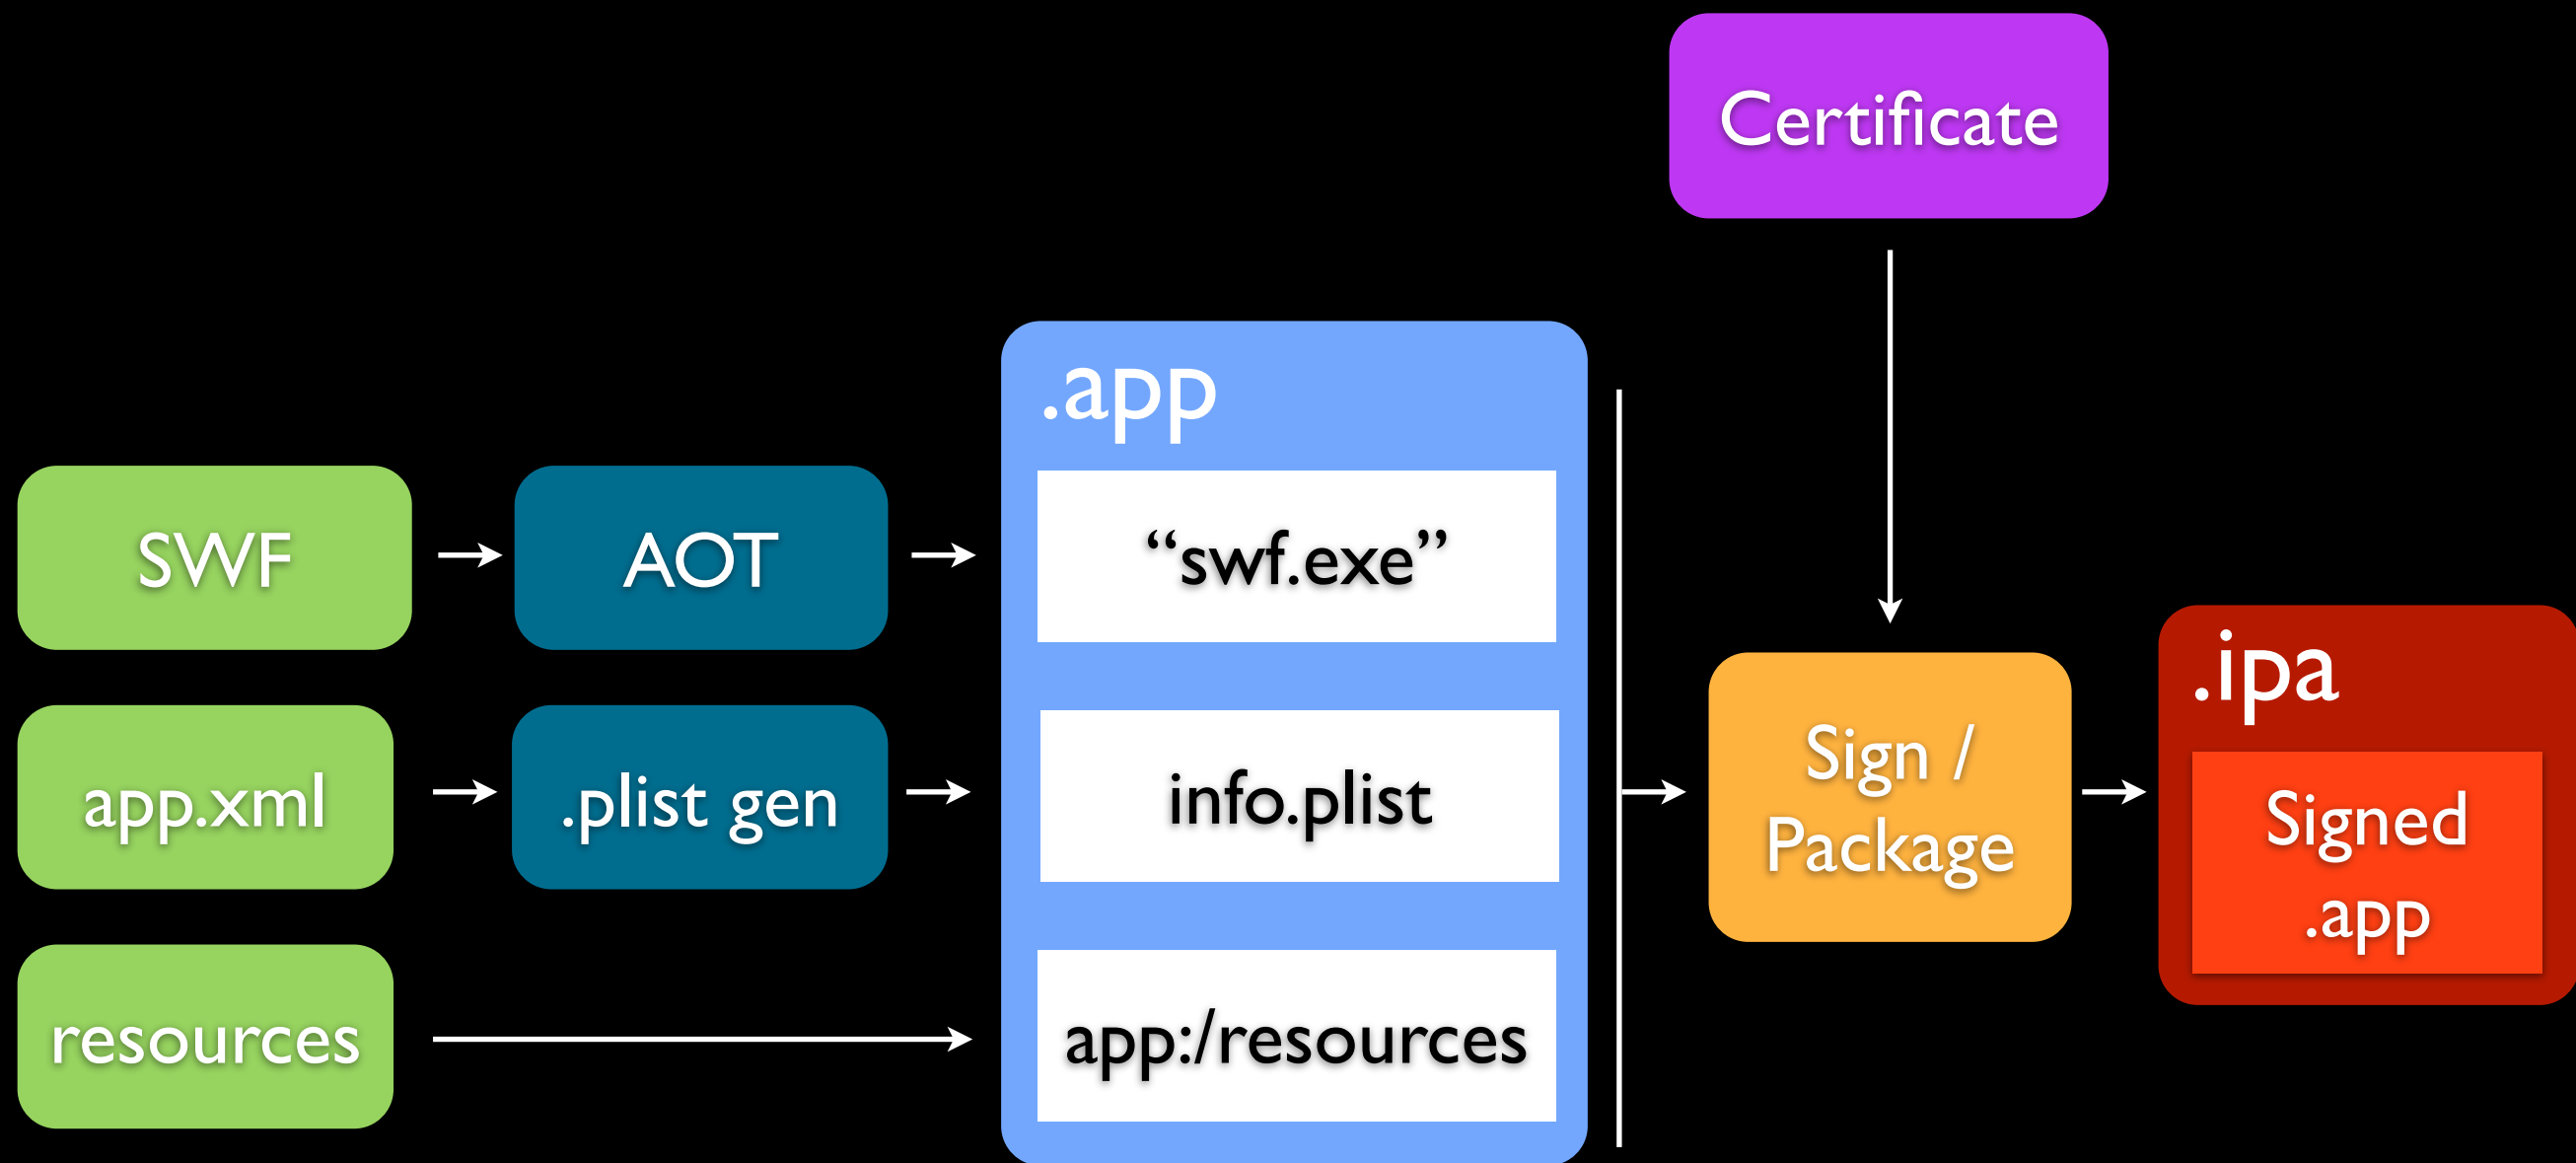 Certificate
.app
SWF
AOT
“swf.exe”
app.xml
.plist gen
info.plist
resources
app:/resources
Sign /
Package
.ipa
Signed
.app